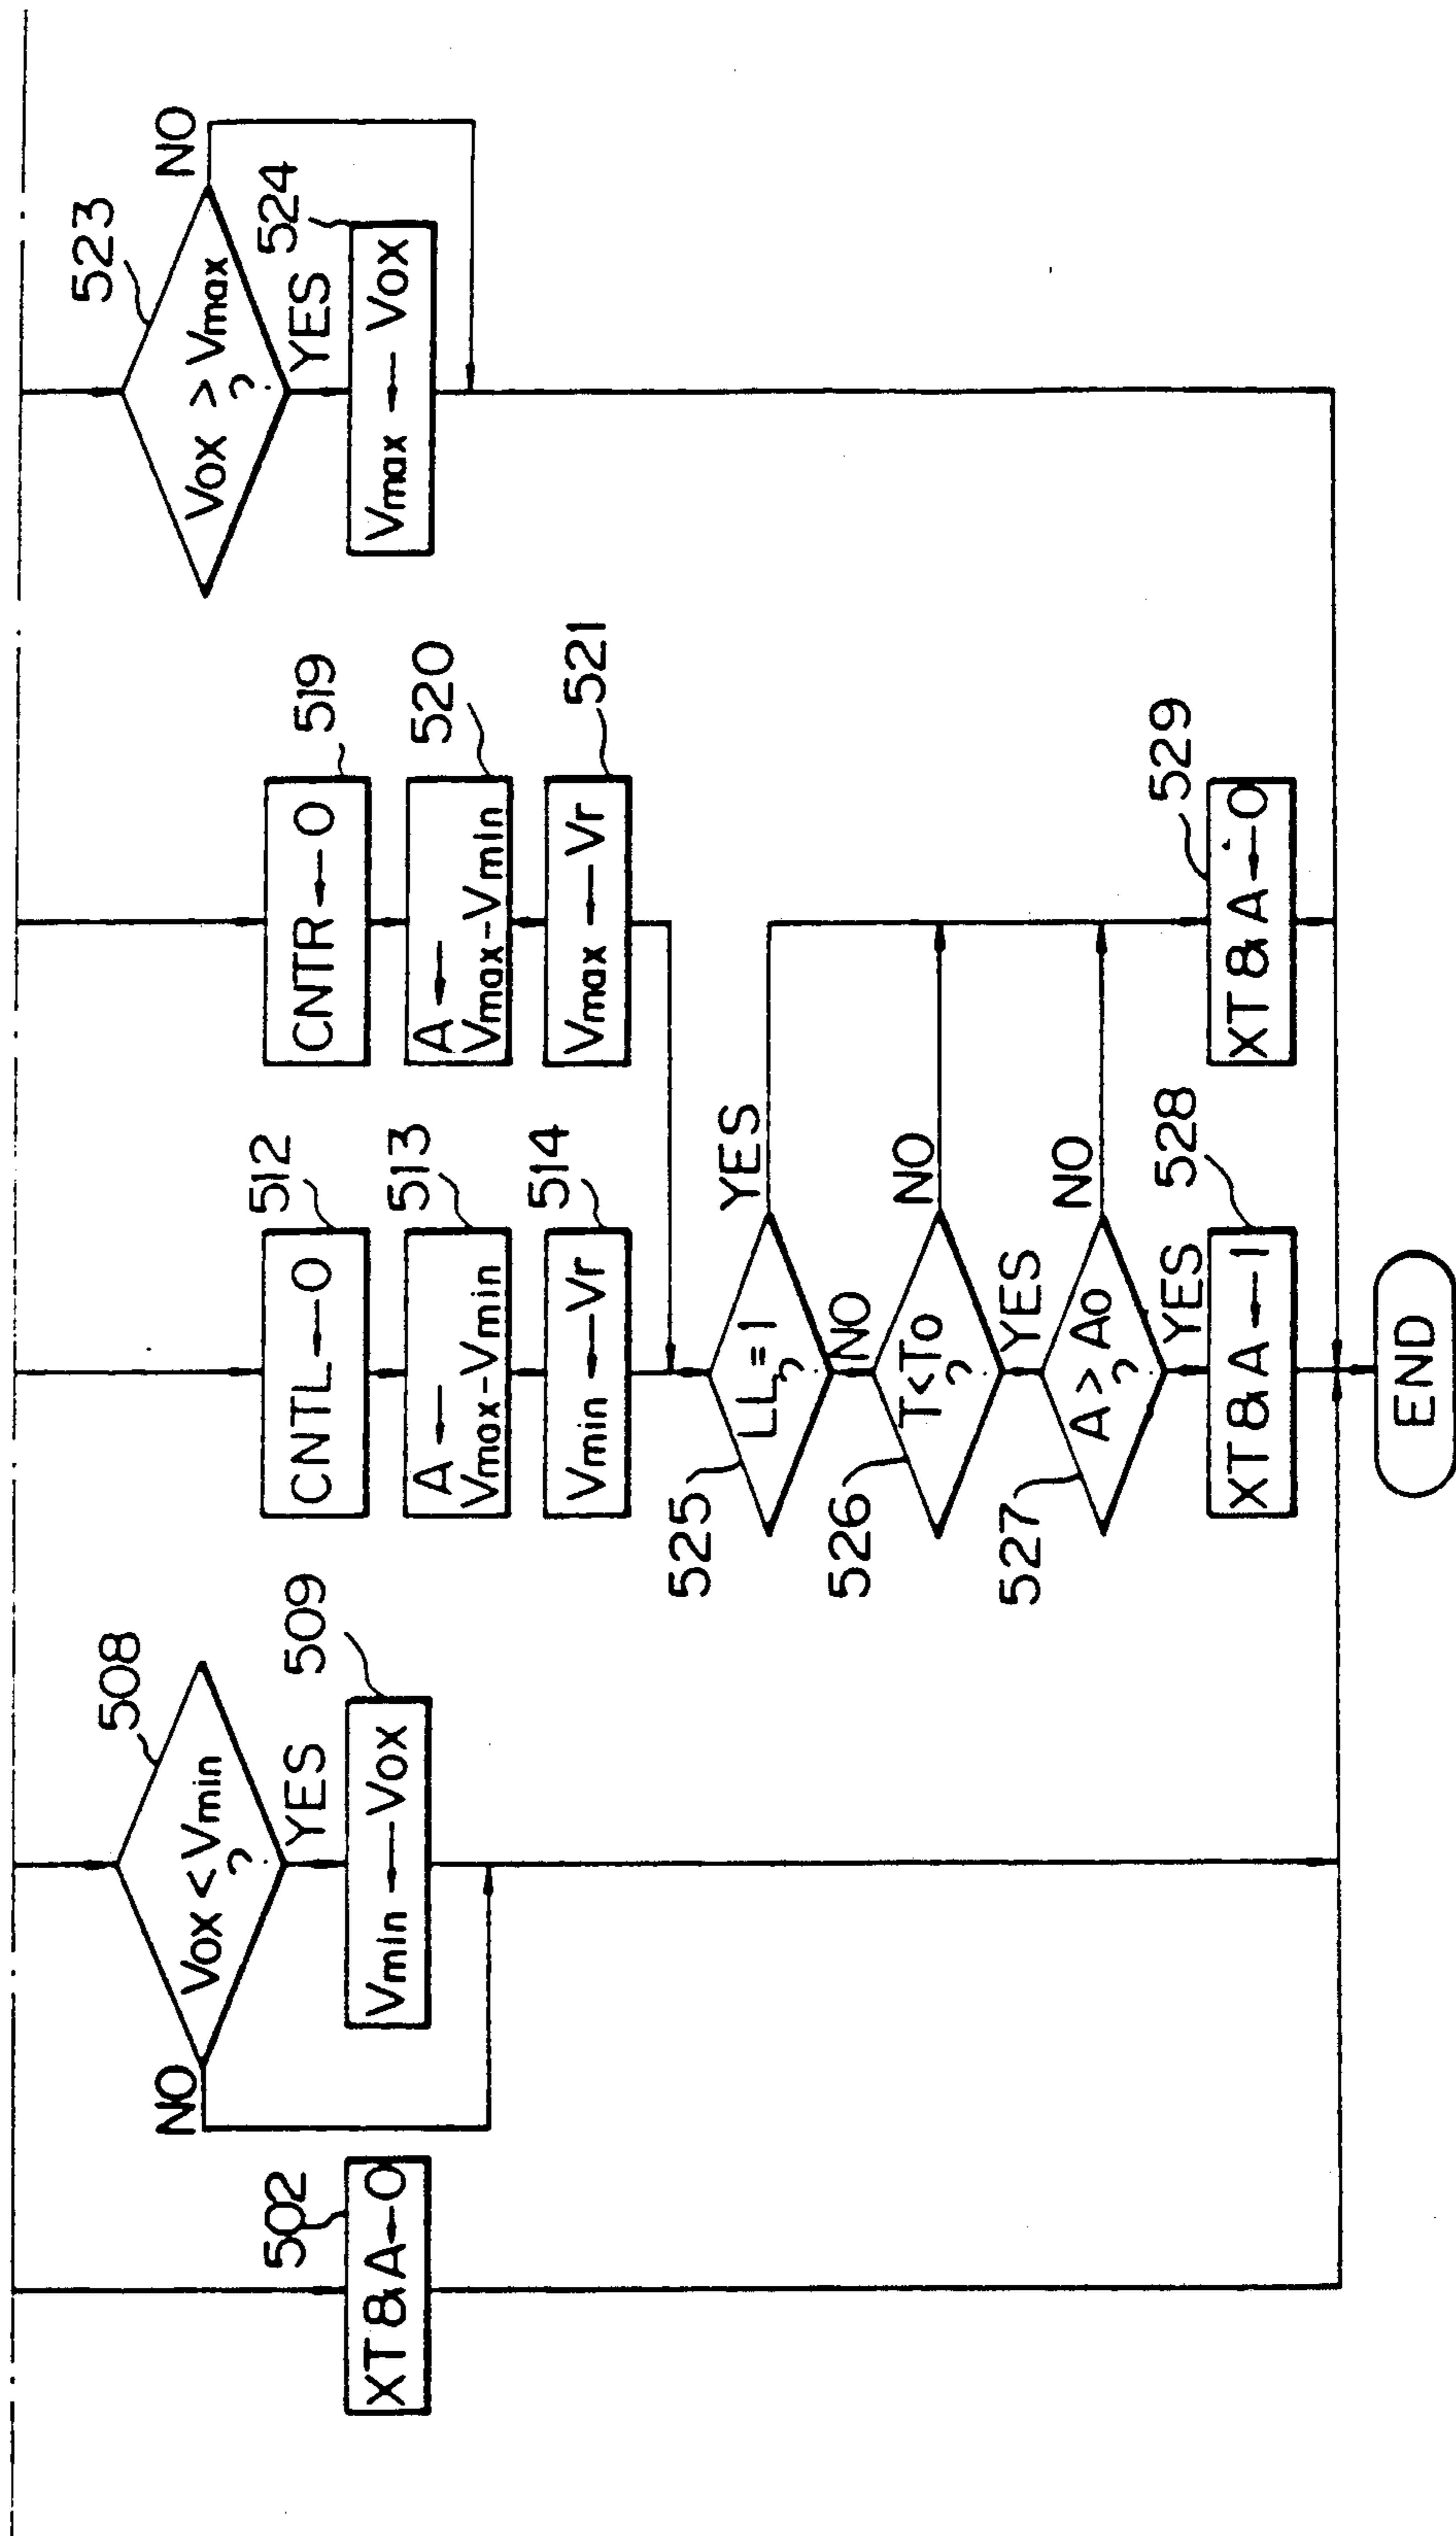 502
XT & A ← 0
508
Vox < Vmin
?
NO
YES
509
Vmin ← Vox
512
CNTL ← 0
513
A ←
Vmax - Vmin
514
Vmin ← Vr
519
CNTR ← 0
520
A ←
Vmax - Vmin
521
Vmax ← Vr
523
Vox > Vmax
?
NO
YES
524
Vmax ← Vox
525
LL = 1
?
YES
NO
526
T < To
?
NO
YES
527
A > Ao
?
NO
YES
528
XT & A ← 1
529
XT & A ← 0
END